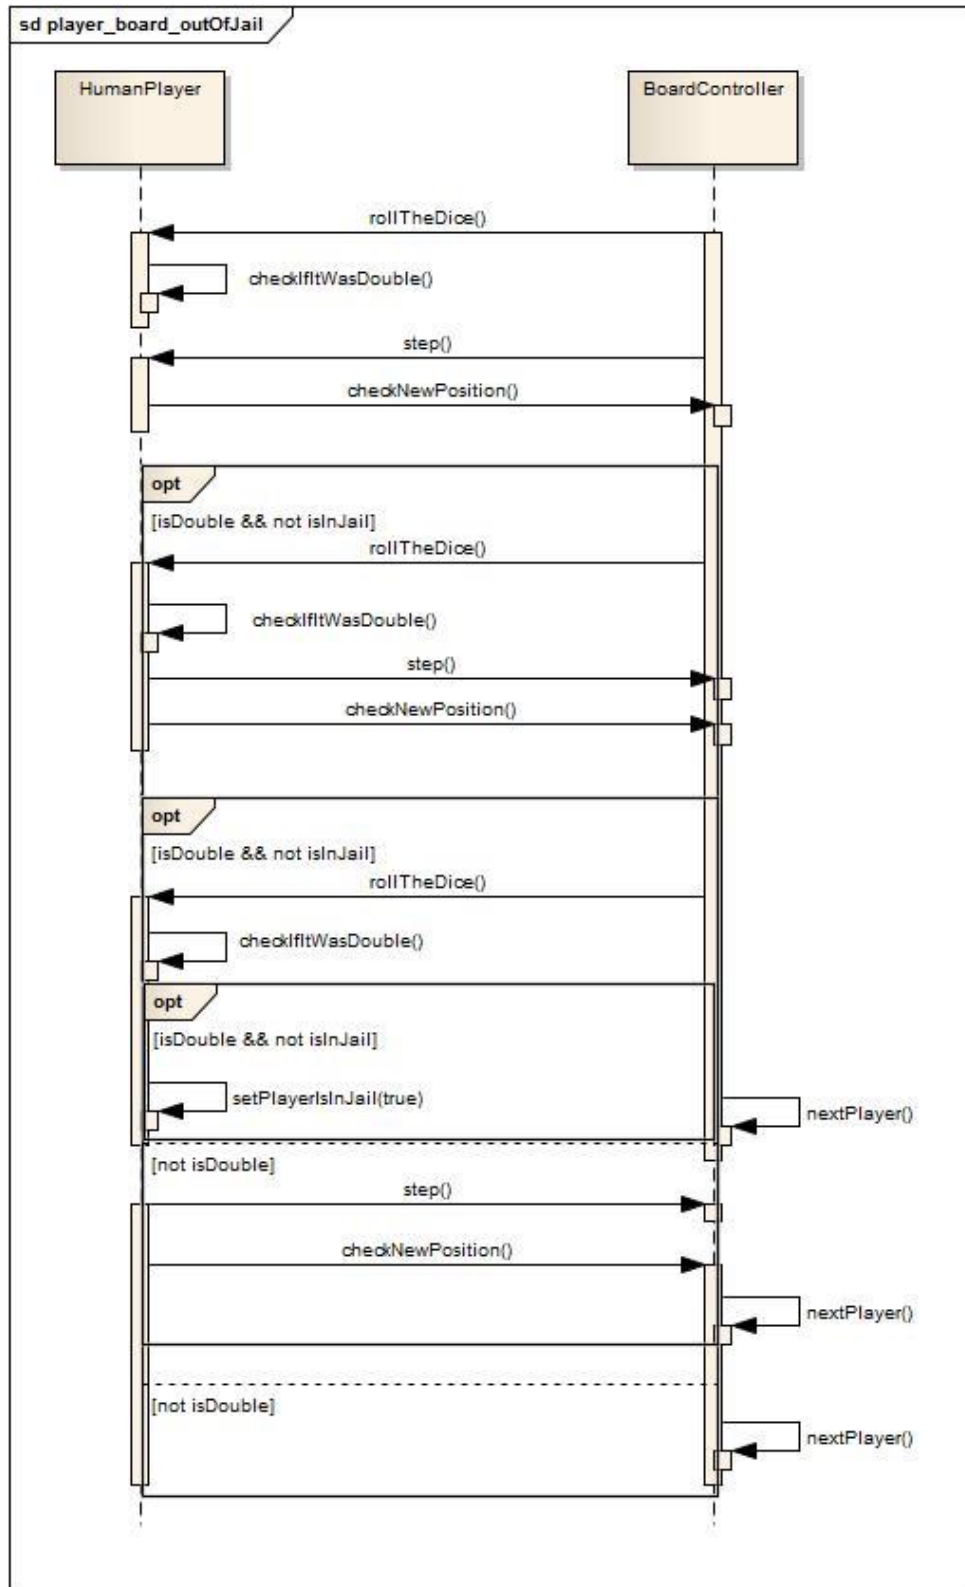 sd player_board_outOfJail
HumanPlayer
BoardController
rollTheDice()
checkIfItWasDouble()
step()
checkNewPosition()
opt
[isDouble && not isInJail]
rollTheDice()
checkIfItWasDouble()
step()
checkNewPosition()
opt
[isDouble && not isInJail]
rollTheDice()
checkIfItWasDouble()
opt
[isDouble && not isInJail]
setPlayerIsInJail(true)
nextPlayer()
[not isDouble]
step()
checkNewPosition()
nextPlayer()
[not isDouble]
nextPlayer()